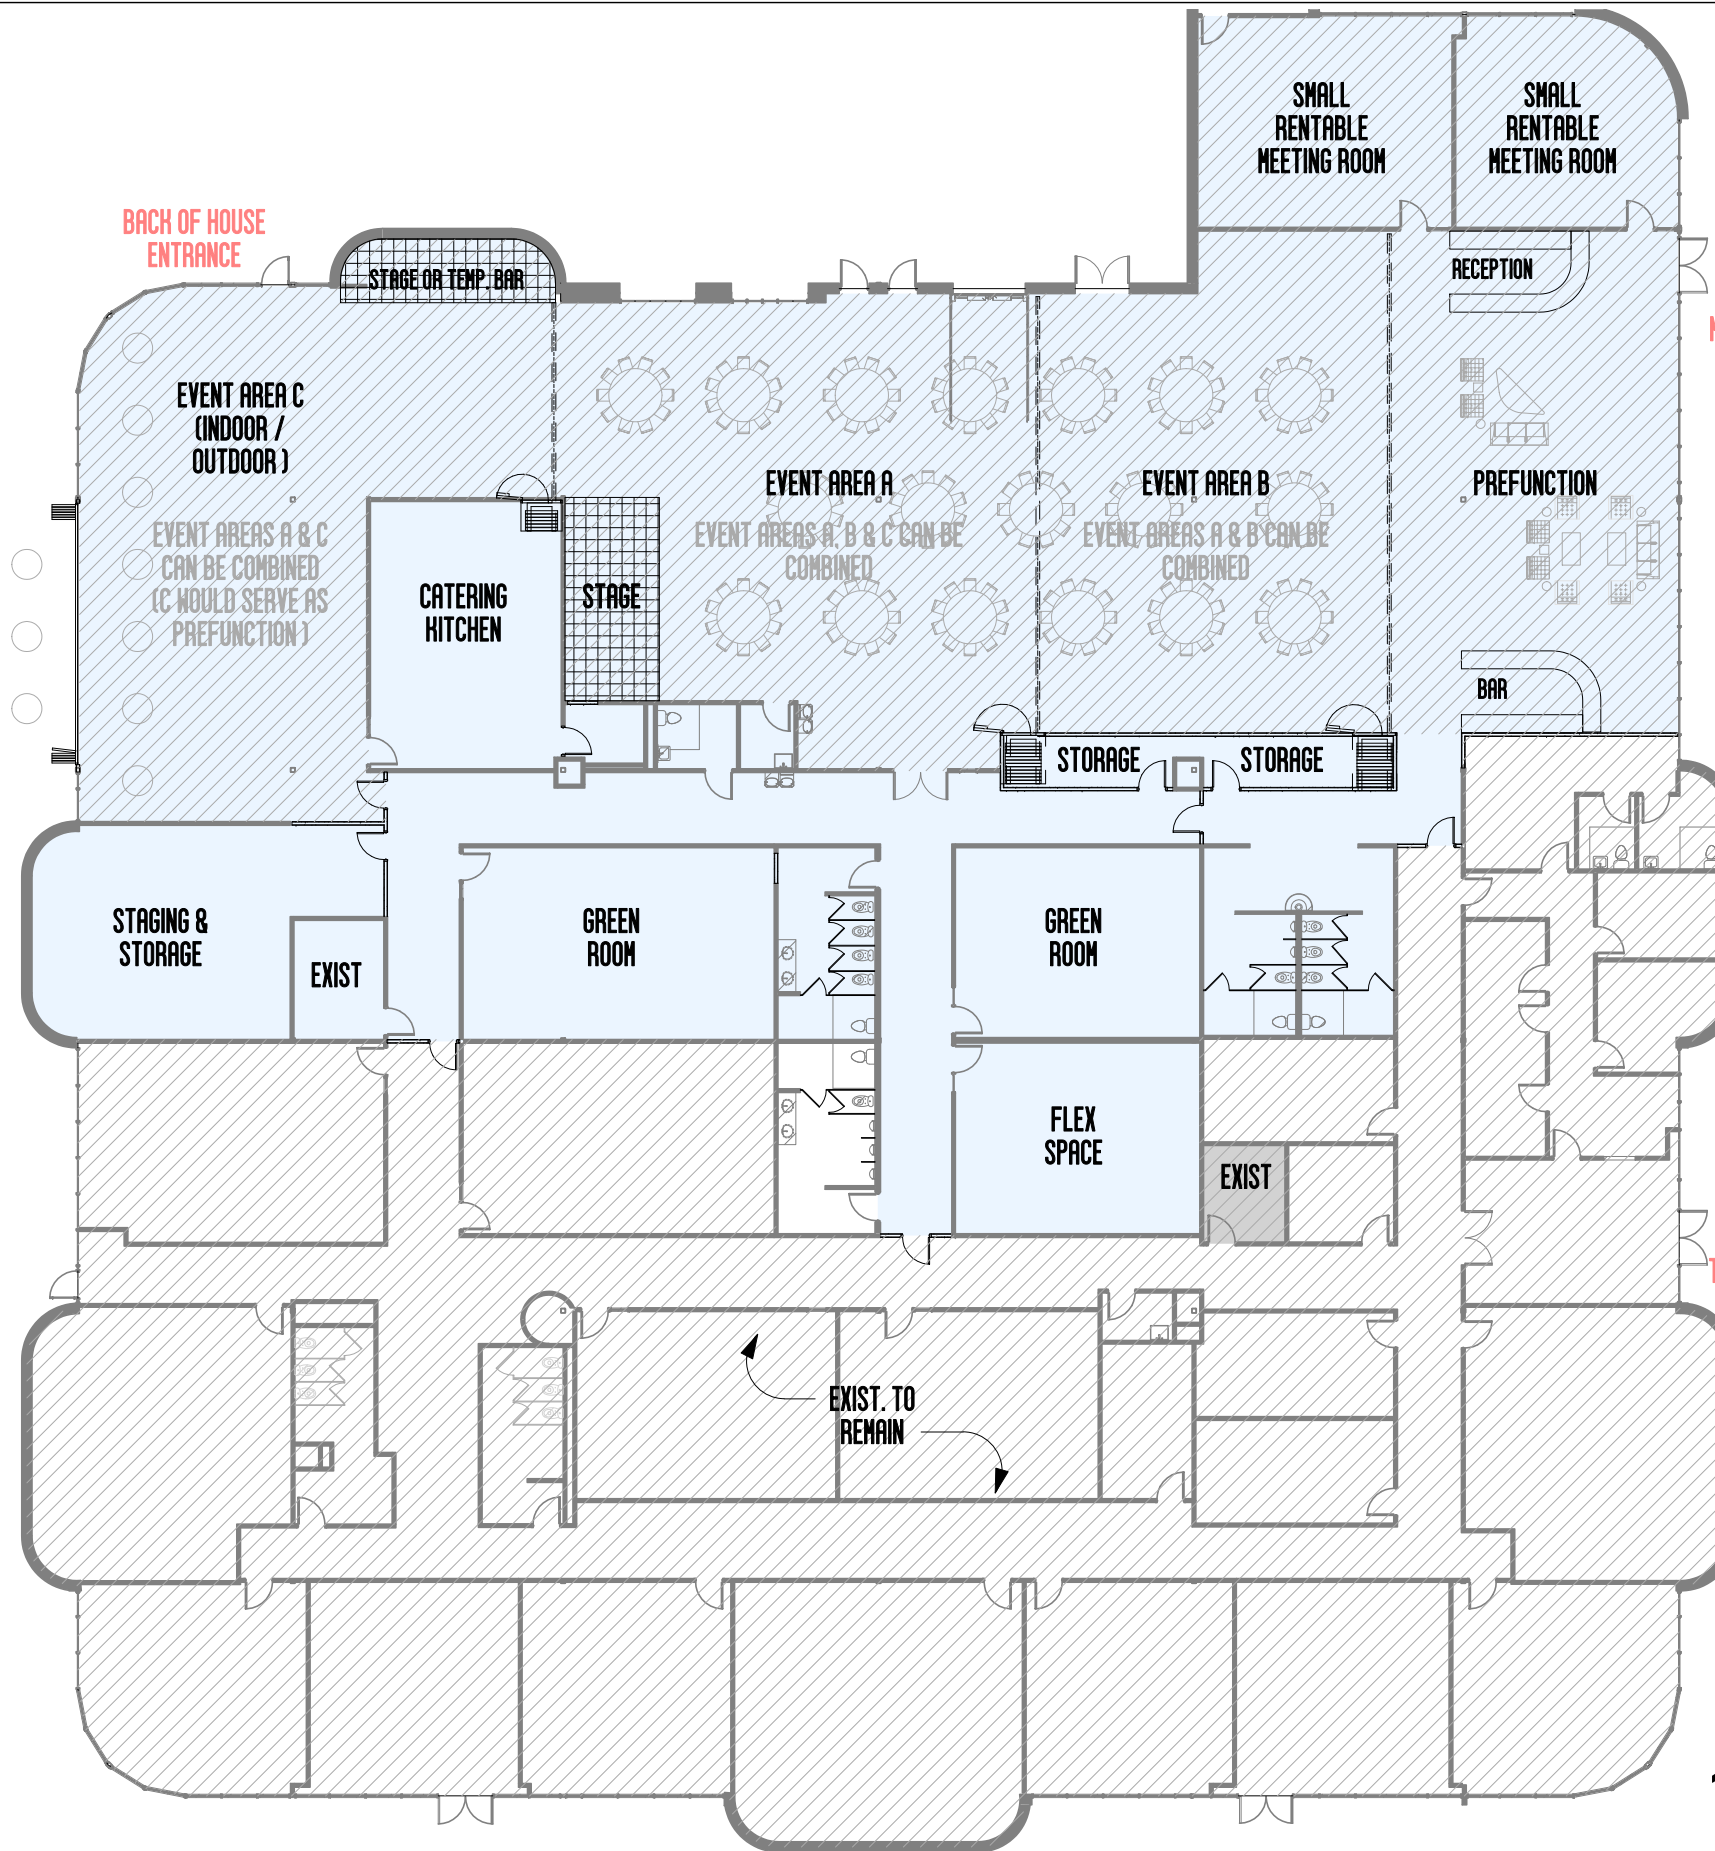 SMALL
RENTABLE
MEETING ROOM
SMALL
RENTABLE
MEETING ROOM
BACK OF HOUSE
ENTRANCE
STAGE OR TEMP. BAR
RECEPTION
EVENT AREA C
(INDOOR /
OUTDOOR )
EVENT AREA A
EVENT AREA B
PREFUNCTION
EVENT AREAS A & C
CAN BE COMBINED
(C WOULD SERVE AS
PREFUNCTION )
EVENT AREAS A, B & C CAN BE
COMBINED
EVENT AREAS A & B CAN BE
COMBINED
CATERING
KITCHEN
STAGE
BAR
STORAGE
STORAGE
STAGING &
STORAGE
EXIST
GREEN
ROOM
GREEN
ROOM
FLEX
SPACE
EXIST
EXIST. TO
REMAIN